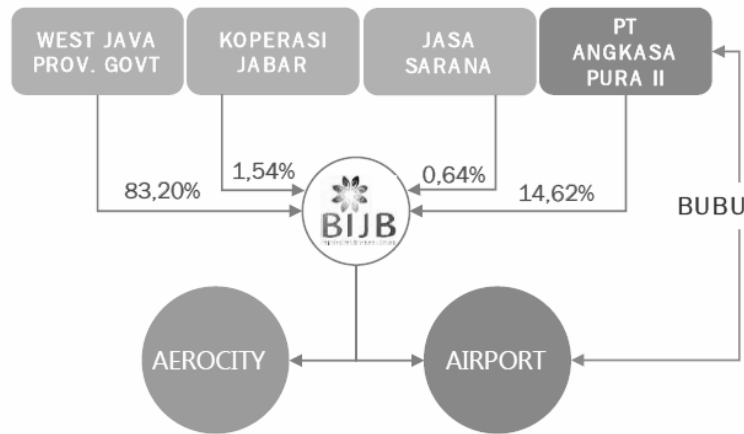 WEST JAVA
PROV. GOVT
KOPERASI
JABAR
JASA
SARANA
PT
ANGKASA
PURA II
83,20%
1,54%
0,64%
14,62%
BIJB
BUBU
AEROCITY
AIRPORT